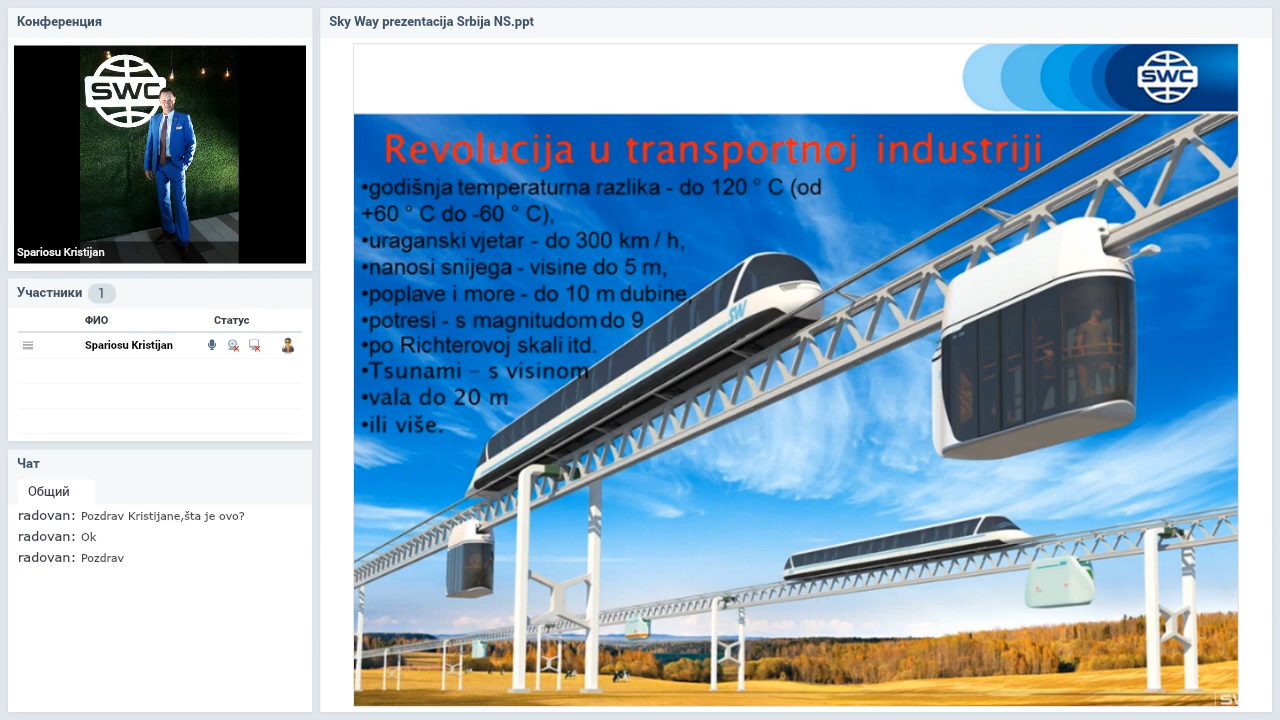 Конференция
SWC
Spariosu Kristijan
Участники 1
ФИО Статус
Spariosu Kristijan
Чат
Общий
radovan: Pozdrav Kristijane,šta je ovo?
radovan: Ok
radovan: Pozdrav
Sky Way prezentacija Srbija NS.ppt
SWC
Revolucija u transportnoj industriji
•godišnja temperaturna razlika - do 120 ° C (od
+60 ° C do -60 ° C),
•uraganski vjetar - do 300 km / h,
•nanosi snijega - visine do 5 m,
•poplave i more - do 10 m dubine,
•potresi - s magnitudom do 9
•po Richterovoj skali itd.
•Tsunami – s visinom
•vala do 20 m
•ili više.
SW